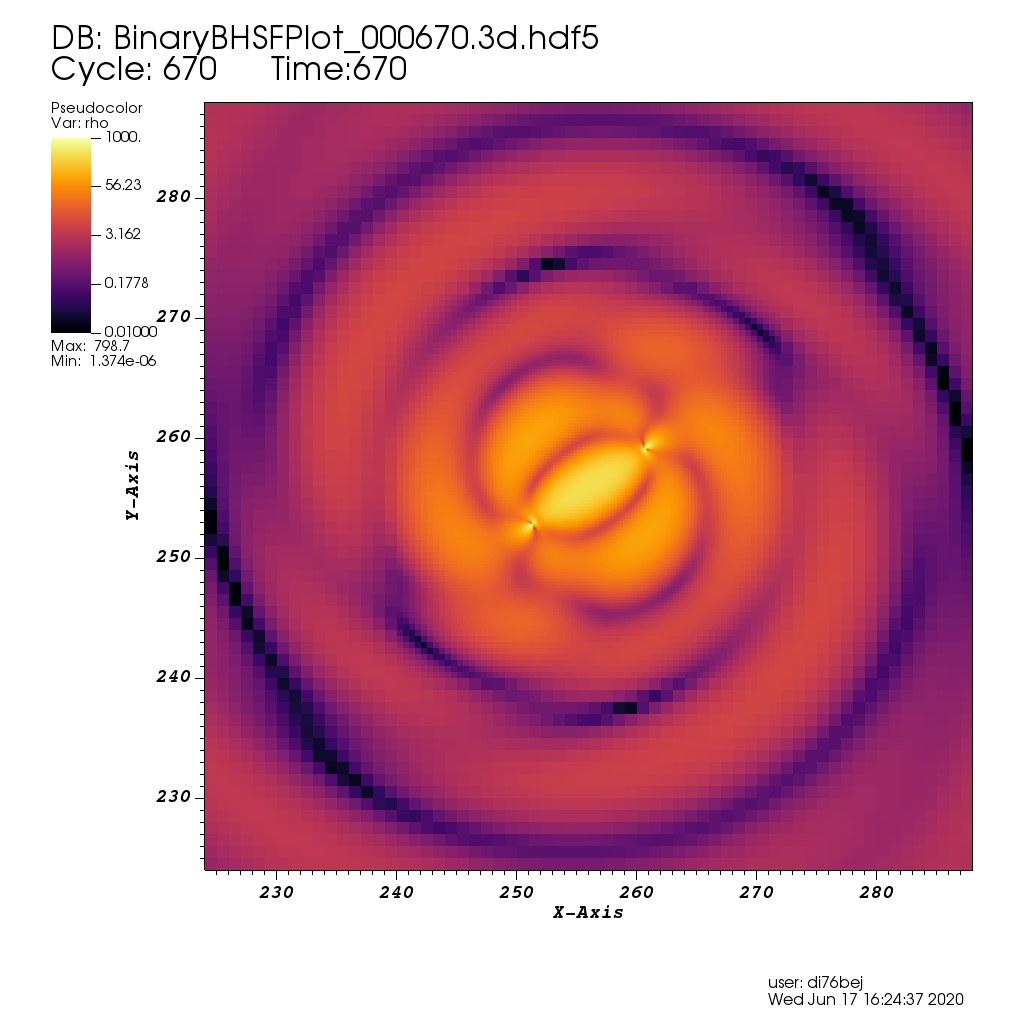 DB: BinaryBHSFPlot_000670.3d.hdf5
Cycle: 670 Time:670
Pseudocolor
Var: rho
1000.
56.23
3.162
0.1778
0.01000
Max: 798.7
Min: 1.374e-06
280
270
260
250
240
230
Y-Axis
230 240 250 260 270 280
X-Axis
user: di76bej
Wed Jun 17 16:24:37 2020